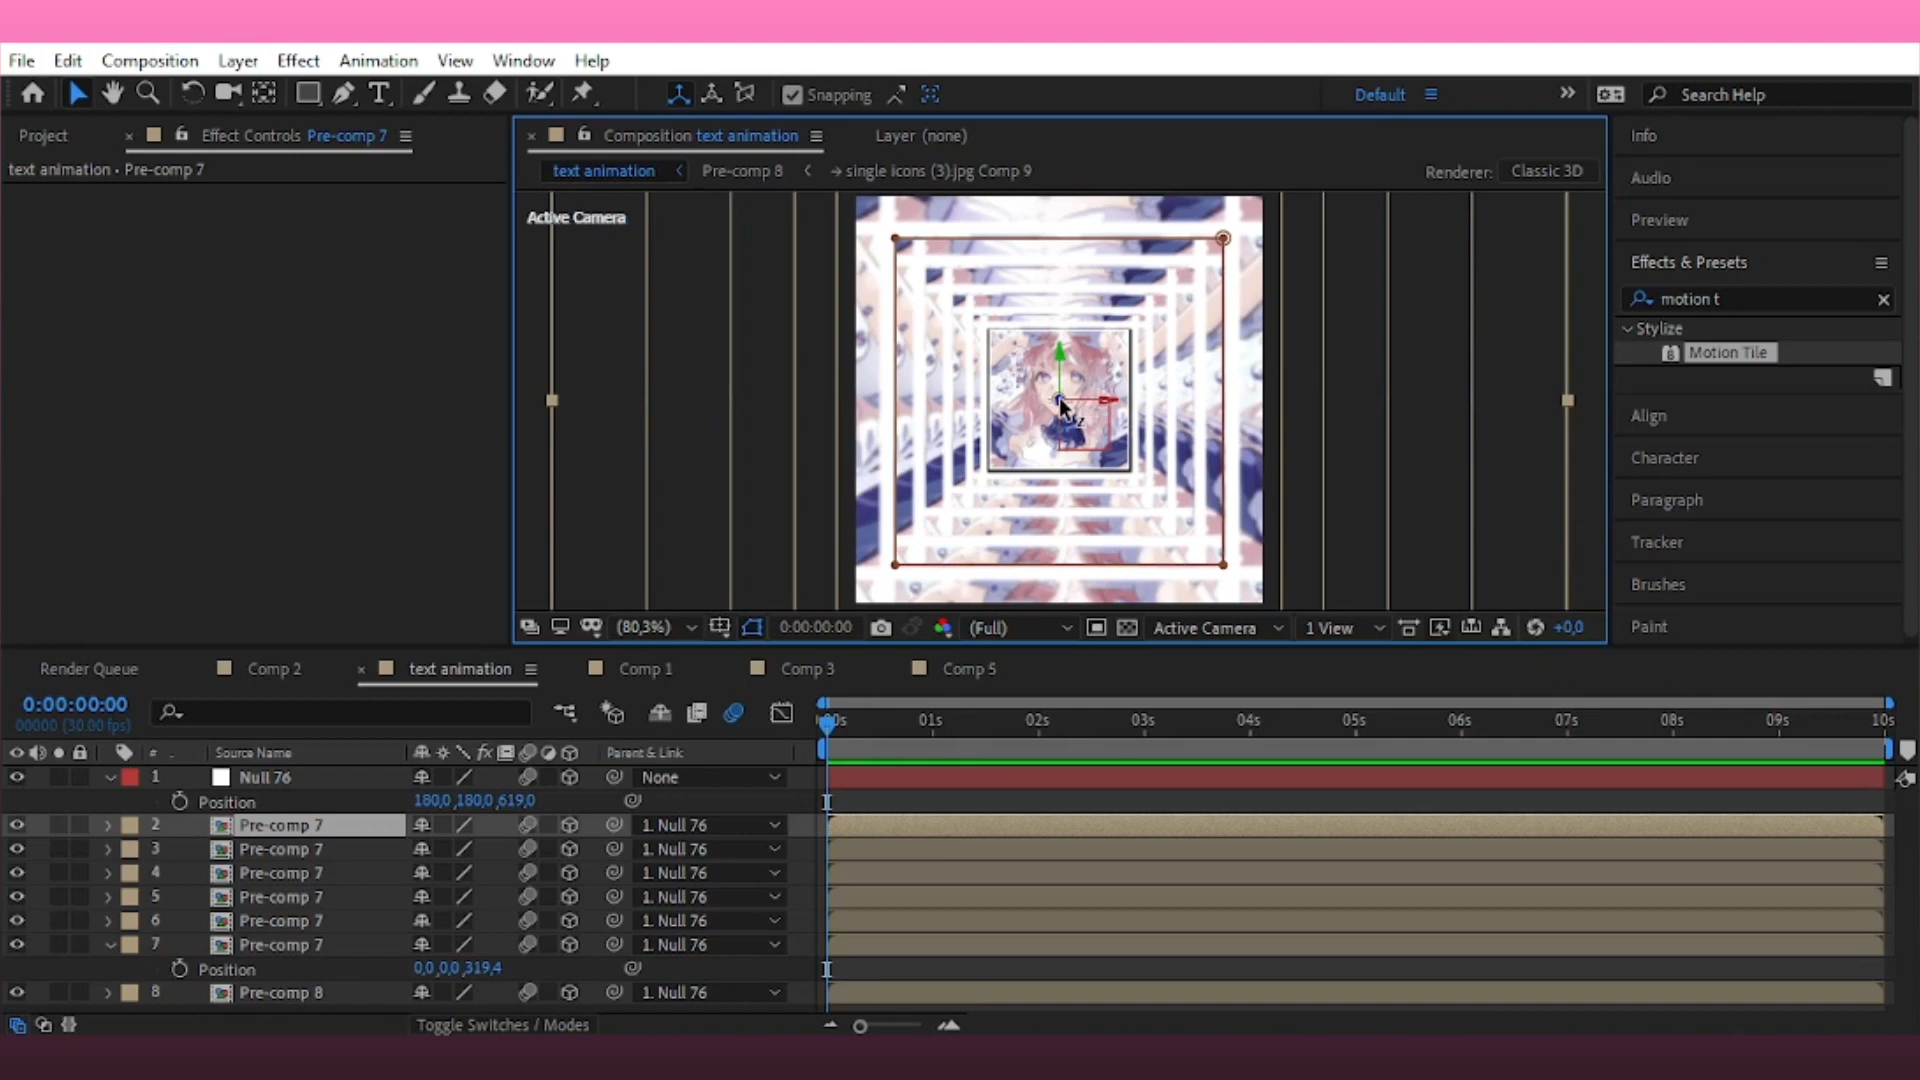 File Edit Composition Layer Effect Animation View Window Help
Snapping Default Search Help
Project Effect Controls Pre-comp 7 Composition text animation Layer (none) Info
text animation • Pre-comp 7
text animation Pre-comp 8 single icons (3).jpg Comp 9 Renderer: Classic 3D
Audio
Active Camera
Preview
Effects & Presets
motion t
Stylize
Motion Tile
Align
Character
Paragraph
Tracker
Brushes
Paint
(80,3%) 0:00:00:00 (Full) Active Camera 1 View +0,0
Render Queue Comp 2 text animation Comp 1 Comp 3 Comp 5
0:00:00:00
00000 (30.00 fps)
01s 02s 03s 04s 05s 06s 07s 08s 09s 10s
# Source Name Parent & Link
1 Null 76 None
Position 180,0,180,0,619,0
2 Pre-comp 7 1. Null 76
3 Pre-comp 7 1. Null 76
4 Pre-comp 7 1. Null 76
5 Pre-comp 7 1. Null 76
6 Pre-comp 7 1. Null 76
7 Pre-comp 7 1. Null 76
Position 0,0,0,0,319,4
8 Pre-comp 8 1. Null 76
Toggle Switches / Modes